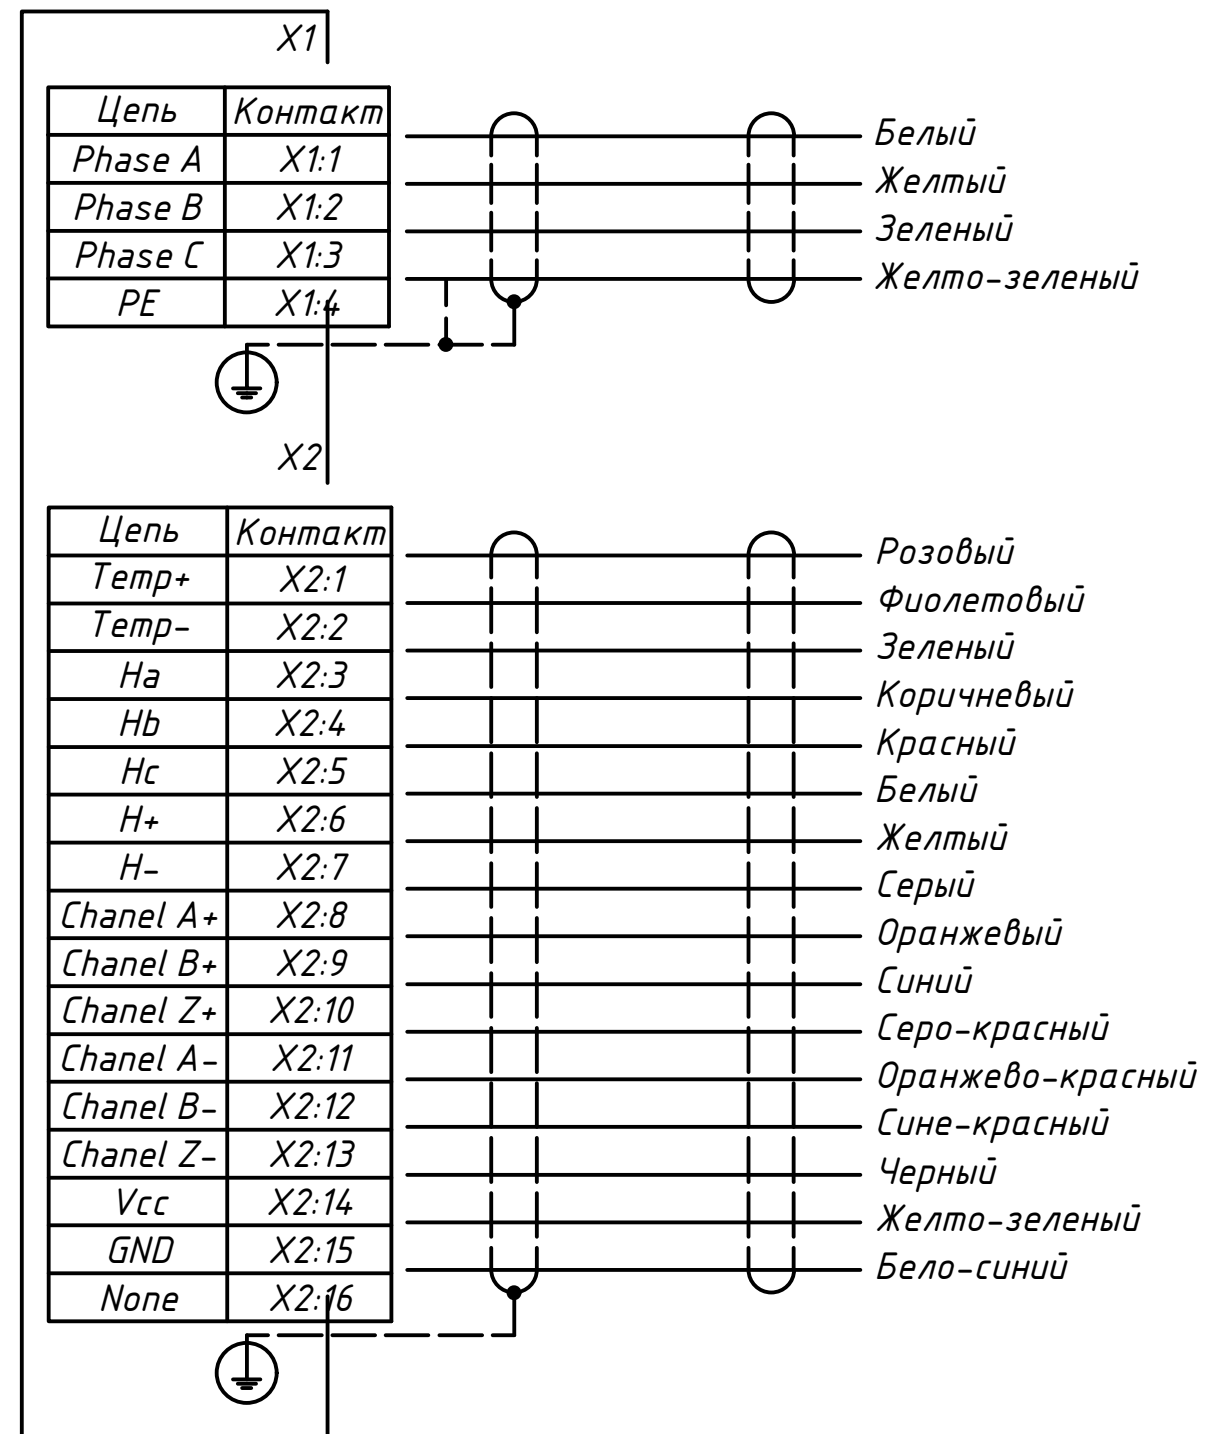 X1
Цепь Контакт
Белый
Phase A X1:1
Желтый
Phase B X1:2
Зеленый
Phase C X1:3
Желто-зеленый
PE X1:4
X2
Цепь Контакт
Розовый
Temp+ X2:1
Фиолетовый
Temp- X2:2
Зеленый
Ha X2:3
Коричневый
Hb X2:4
Красный
Hc X2:5
Белый
H+ X2:6
Желтый
H- X2:7
Серый
Chanel A+ X2:8
Оранжевый
Chanel B+ X2:9
Синий
Chanel Z+ X2:10
Серо-красный
Chanel A- X2:11
Оранжево-красный
Chanel B- X2:12
Сине-красный
Chanel Z- X2:13
Черный
Vcc X2:14
Желто-зеленый
GND X2:15
Бело-синий
None X2:16